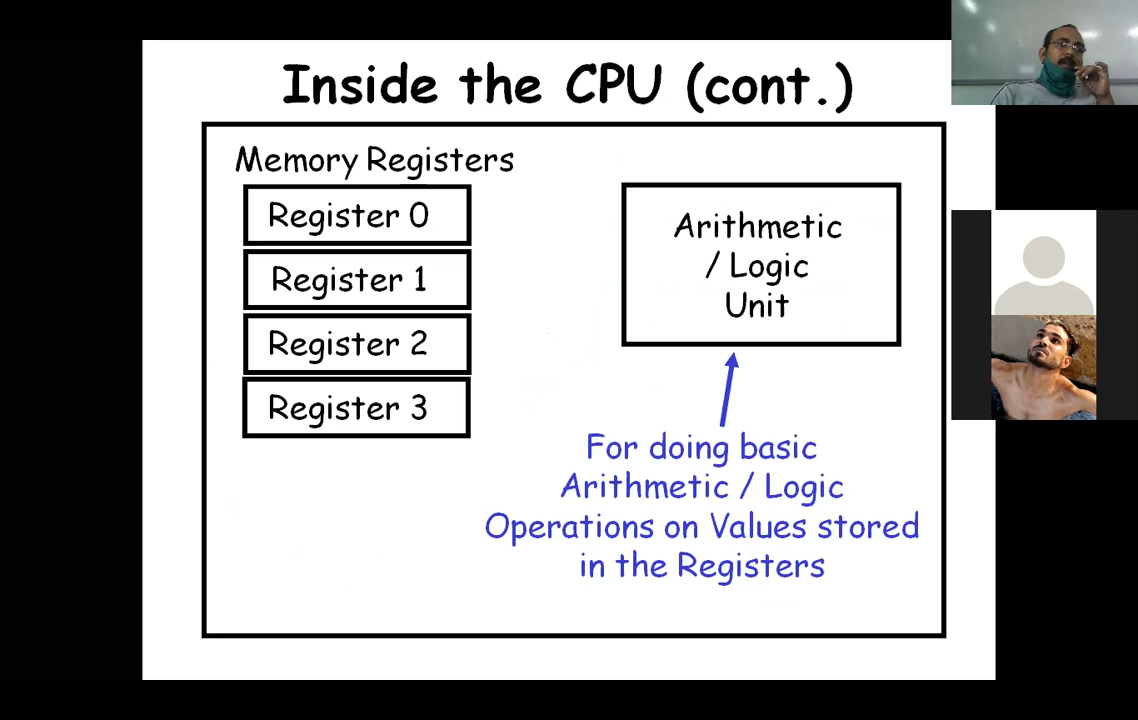 Inside the CPU (cont.)
Memory Registers
Register 0
Register 1
Register 2
Register 3
Arithmetic
/ Logic
Unit
For doing basic
Arithmetic / Logic
Operations on Values stored
in the Registers